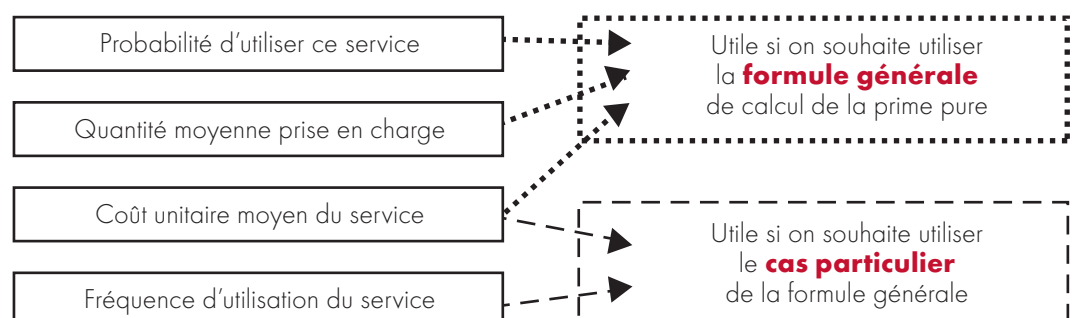 Probabilité d'utiliser ce service
Quantité moyenne prise en charge
Coût unitaire moyen du service
Fréquence d'utilisation du service
Utile si on souhaite utiliser
la formule générale
de calcul de la prime pure
Utile si on souhaite utiliser
le cas particulier
de la formule générale